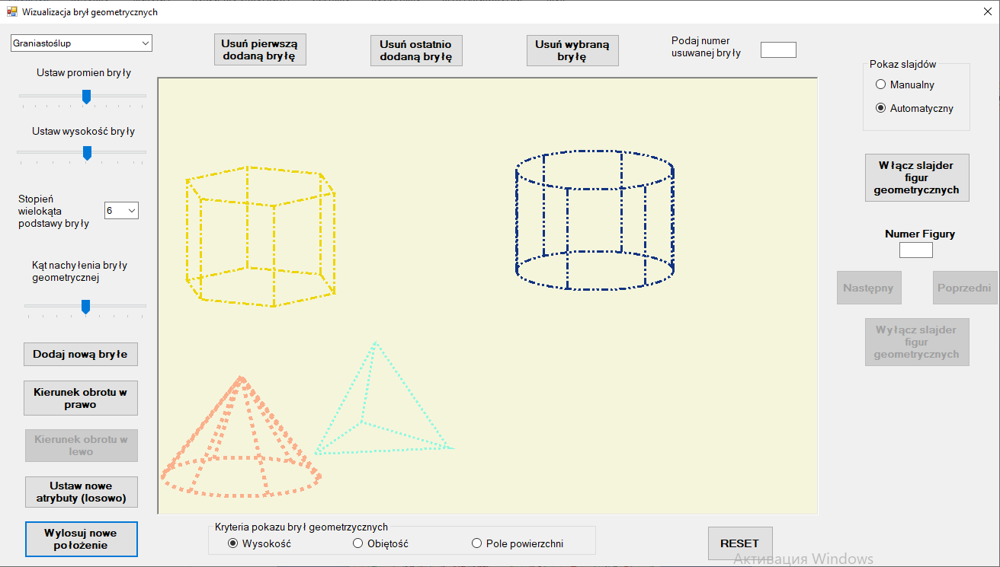 Wizualizacja brył geometrycznych
Graniastoślup
Usuń pierwszą
dodaną bryłę
Usuń ostatnio
dodaną bryłę
Usuń wybraną
bryłę
Podaj numer
usuwanej bryły
Ustaw promien bryły
Ustaw wysokość bryły
Stopień
wielokąta
podstawy bryły
6
Kąt nachylenia bryły
geometrycznej
Dodaj nową bryłe
Kierunek obrotu w
prawo
Kierunek obrotu w
lewo
Ustaw nowe
atrybuty (losowo)
Wylosuj nowe
położenie
Pokaz slajdów
Manualny
Automatyczny
Włącz slajder
figur
geometrycznych
Numer Figury
Następny
Poprzedni
Wyłącz slajder
figur
geometrycznych
Kryteria pokazu brył geometrzycznych
Wysokość
Objętość
Pole powierzchni
RESET
Активация Windows